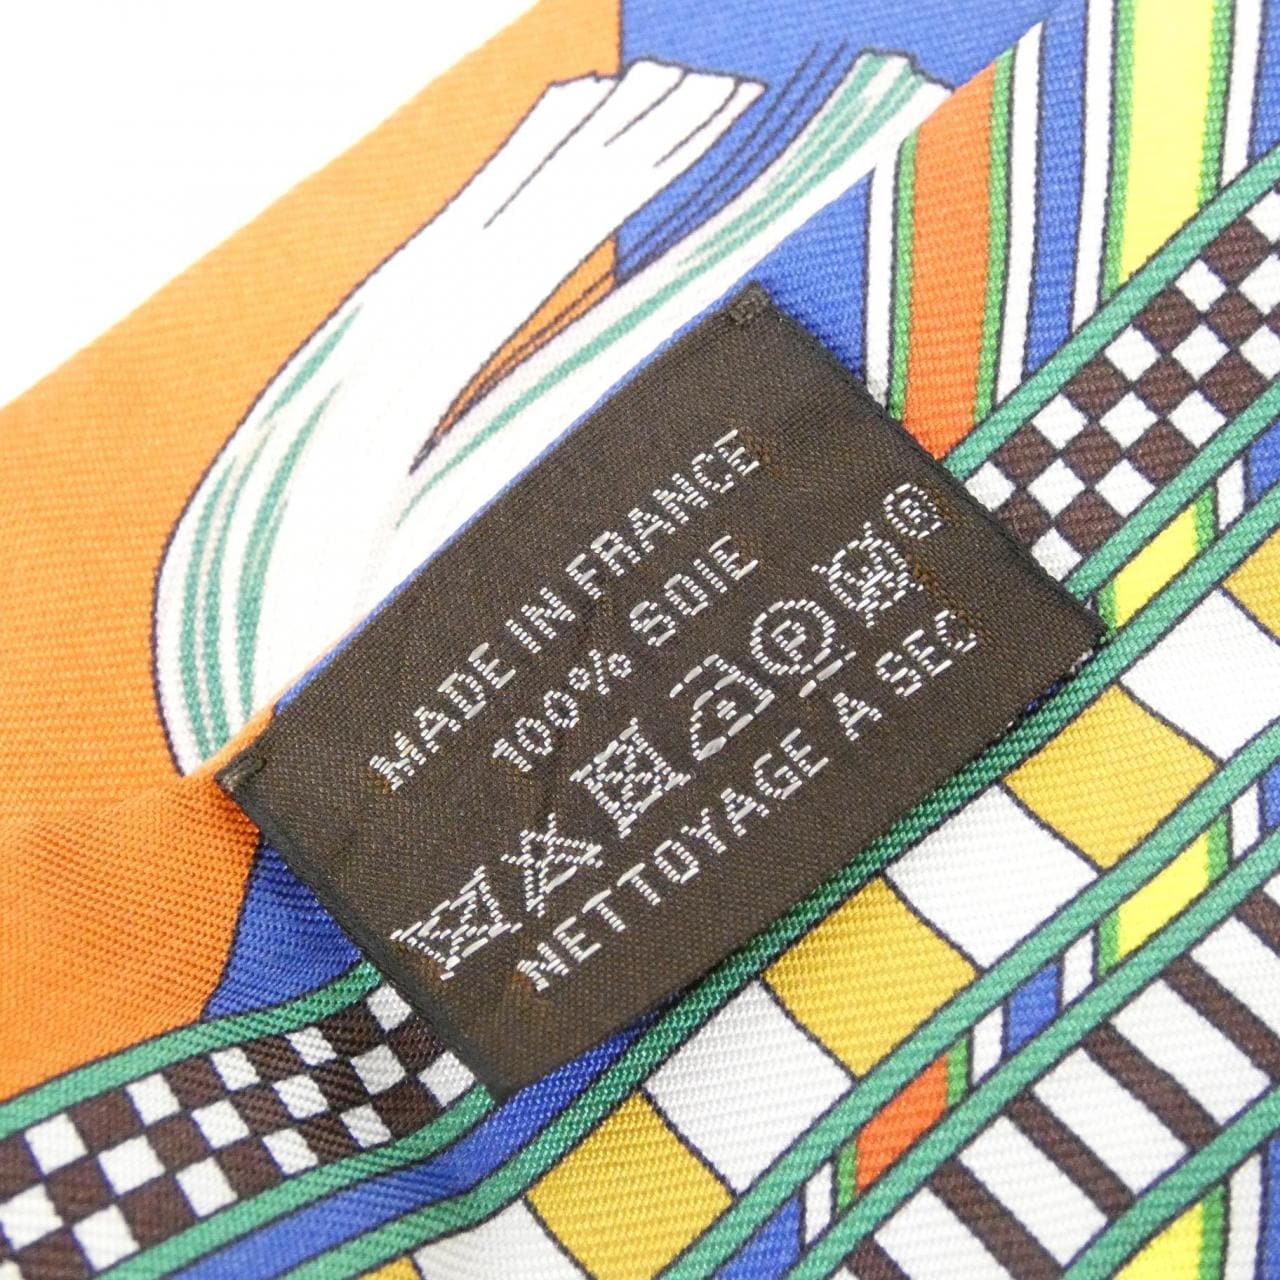 MADE IN FRANCE
100% SOIE
P ®
NETTOYAGE A SEC